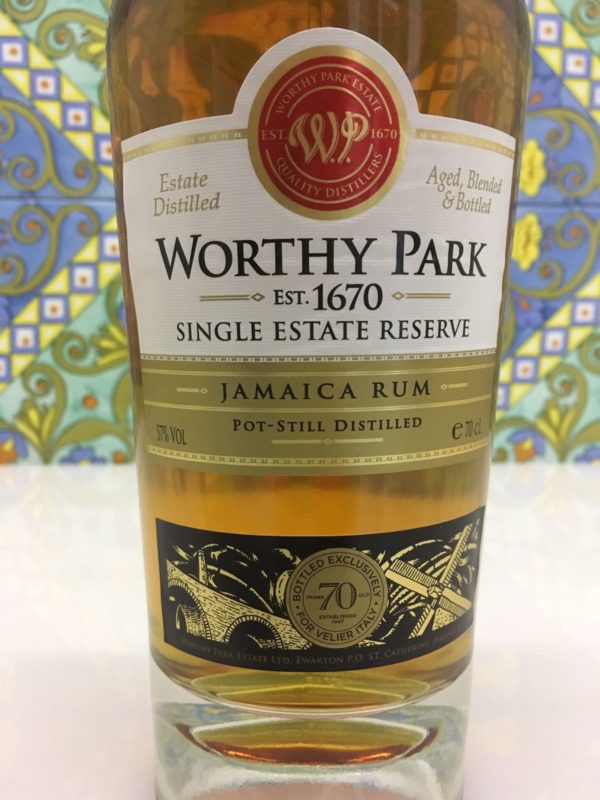 WORTHY PARK ESTATE
EST. 1670
W.P.
QUALITY DISTILLERS
Estate
Distilled
Aged, Blended
& Bottled
WORTHY PARK
EST. 1670
SINGLE ESTATE RESERVE
JAMAICA RUM
POT-STILL DISTILLED
57% VOL
e 70 cl
BOTTLED EXCLUSIVELY
YEARS 70 OLD
ESTABLISHED
1947
FOR VELIER ITALY
WORTHY PARK ESTATE LTD, EWARTON P.O. ST. CATHERINE